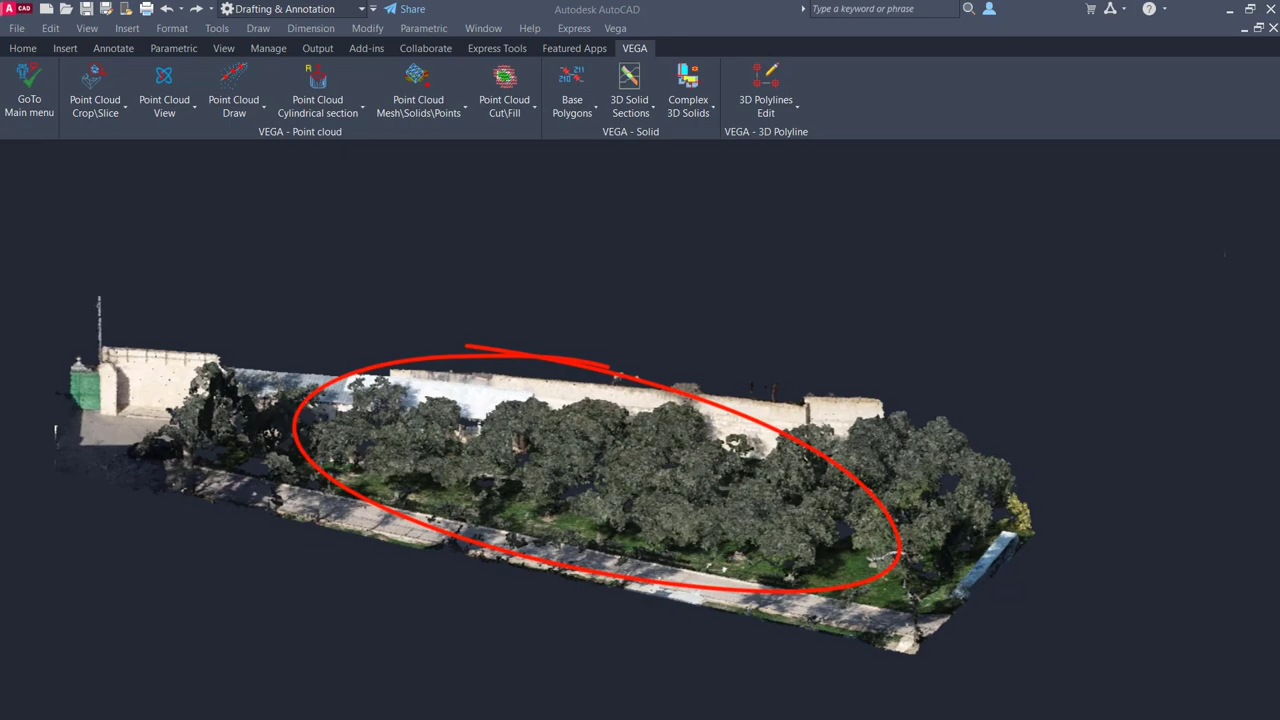 A CAD Drafting & Annotation Share Autodesk AutoCAD Type a keyword or phrase
File Edit View Insert Format Tools Draw Dimension Modify Parametric Window Help Express Vega
Home Insert Annotate Parametric View Manage Output Add-ins Collaborate Express Tools Featured Apps VEGA
GoTo
Main menu
Point Cloud
Crop\Slice
Point Cloud
View
Point Cloud
Draw
R
Point Cloud
Cylindrical section
Point Cloud
Mesh\Solids\Points
Point Cloud
Cut\Fill
Base
Polygons
3D Solid
Sections
Complex
3D Solids
3D Polylines
Edit
VEGA - Point cloud VEGA - Solid VEGA - 3D Polyline